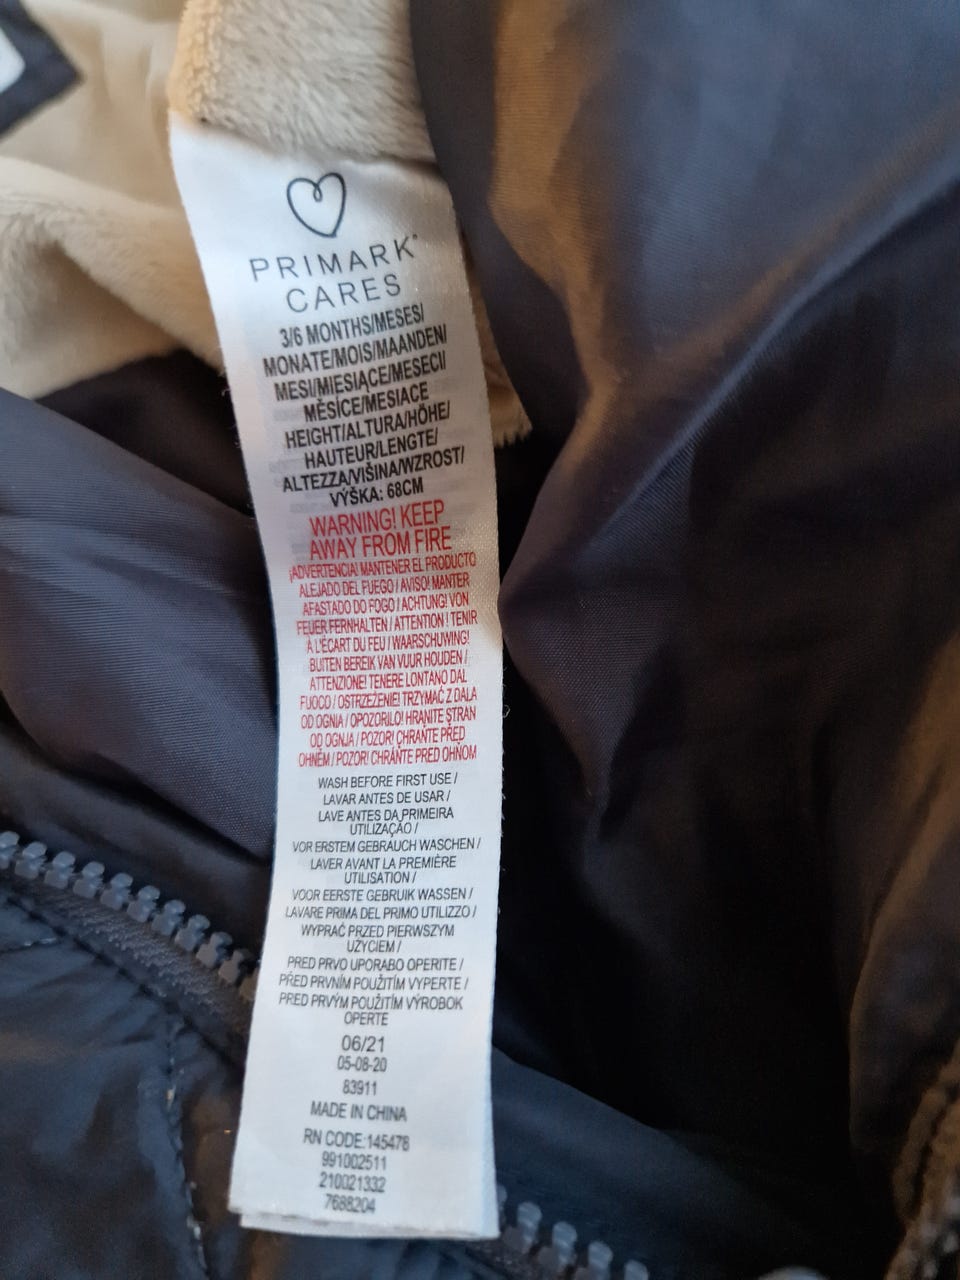 PRIMARK®
CARES
3/6 MONTHS/MESES/
MONATE/MOIS/MAANDEN/
MESI/MIESIĄCE/MESECI/
MĚSÍCE/MESIACE
HEIGHT/ALTURA/HÖHE/
HAUTEUR/LENGTE/
ALTEZZA/VIŠINA/WZROST/
VÝŠKA: 68CM
WARNING! KEEP
AWAY FROM FIRE
¡ADVERTENCIA! MANTENER EL PRODUCTO
ALEJADO DEL FUEGO / AVISO! MANTER
AFASTADO DO FOGO / ACHTUNG! VON
FEUER FERNHALTEN / ATTENTION ! TENIR
À L'ÉCART DU FEU / WAARSCHUWING!
BUITEN BEREIK VAN VUUR HOUDEN /
ATTENZIONE! TENERE LONTANO DAL
FUOCO / OSTRZEŻENIE! TRZYMAĆ Z DALA
OD OGNIA / OPOZORILO! HRANITE STRAN
OD OGNJA / POZOR! CHRAŇTE PŘED
OHNĚM / POZOR! CHRÁŇTE PRED OHŇOM
WASH BEFORE FIRST USE /
LAVAR ANTES DE USAR /
LAVE ANTES DA PRIMEIRA
UTILIZAÇÃO /
VOR ERSTEM GEBRAUCH WASCHEN /
LAVER AVANT LA PREMIÈRE
UTILISATION /
VOOR EERSTE GEBRUIK WASSEN /
LAVARE PRIMA DEL PRIMO UTILIZZO /
WYPRAĆ PRZED PIERWSZYM
UŻYCIEM /
PRED PRVO UPORABO OPERITE /
PŘED PRVNÍM POUŽITÍM VYPERTE /
PRED PRVÝM POUŽITÍM VÝROBOK
OPERTE
06/21
05-08-20
83911
MADE IN CHINA
RN CODE:145478
991002511
210021332
7688204